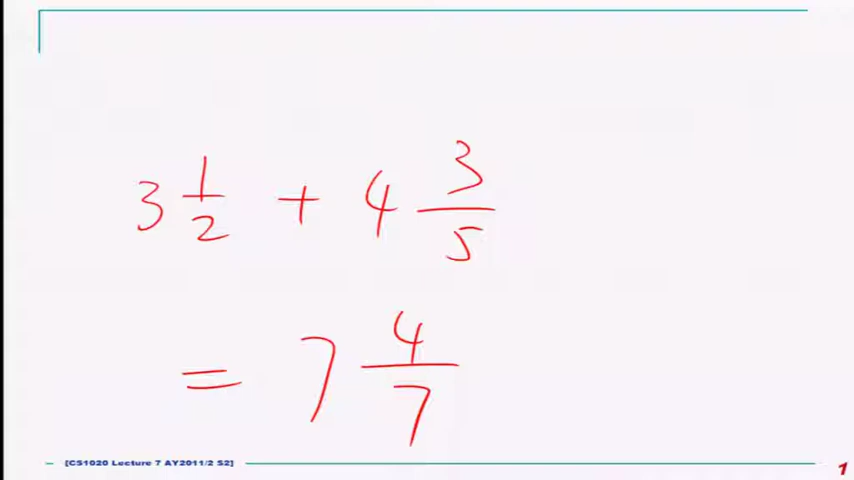 3 1/2 + 4 3/5
= 7 4/7
[CS1020 Lecture 7 AY2011/2 S2]
1